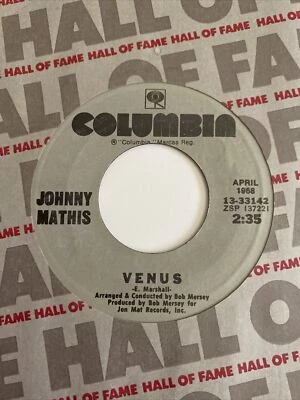 HALL OF FAME HALL OF FAME
HALL OF FAME
COLUMBIA
® "Columbia" Marcas Reg.
JOHNNY
MATHIS
APRIL
1968
13-33142
ZSP 137221
2:35
VENUS
-E. Marshall-
Arranged & Conducted by Bob Mersey
Produced by Bob Mersey for
Jon Mat Records, Inc.
HALL OF FAME HALL OF FAME
HALL OF FAME